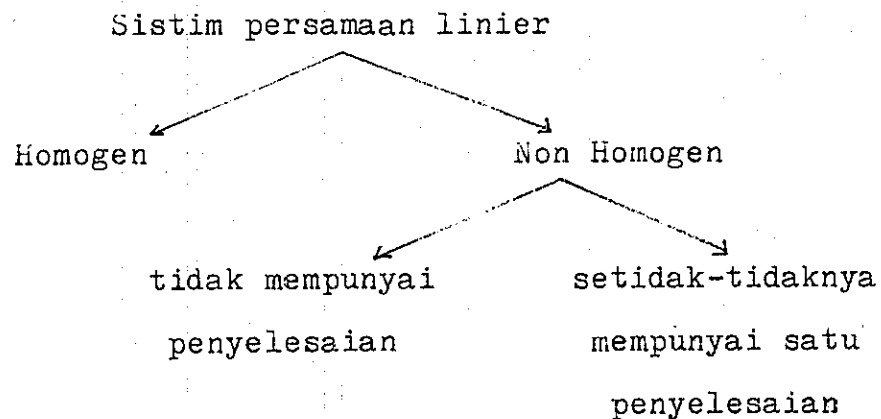 Sistim persamaan linier
Homogen
Non Homogen
tidak mempunyai
penyelesaian
setidak-tidaknya
mempunyai satu
penyelesaian